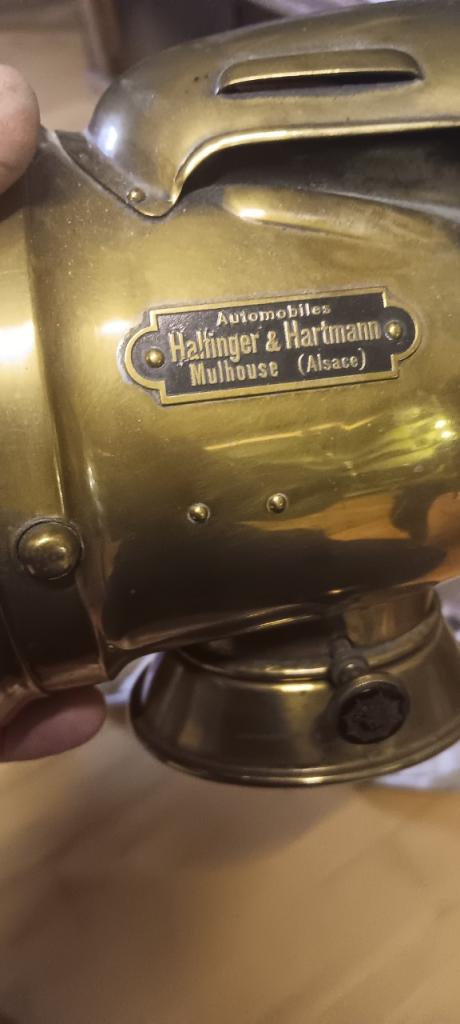 Automobiles
Halfinger & Hartmann
Mulhouse (Alsace)